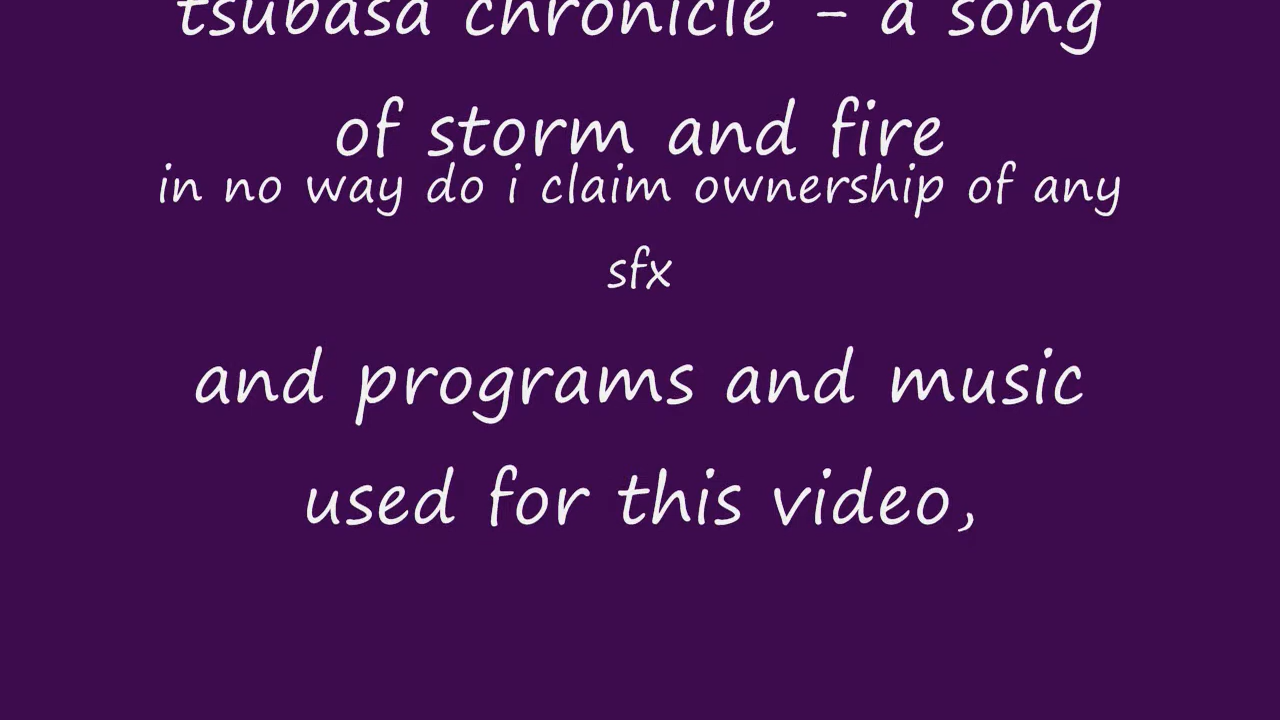 tsubasa chronicle - a song
of storm and fire
in no way do i claim ownership of any
sfx
and programs and music
used for this video,